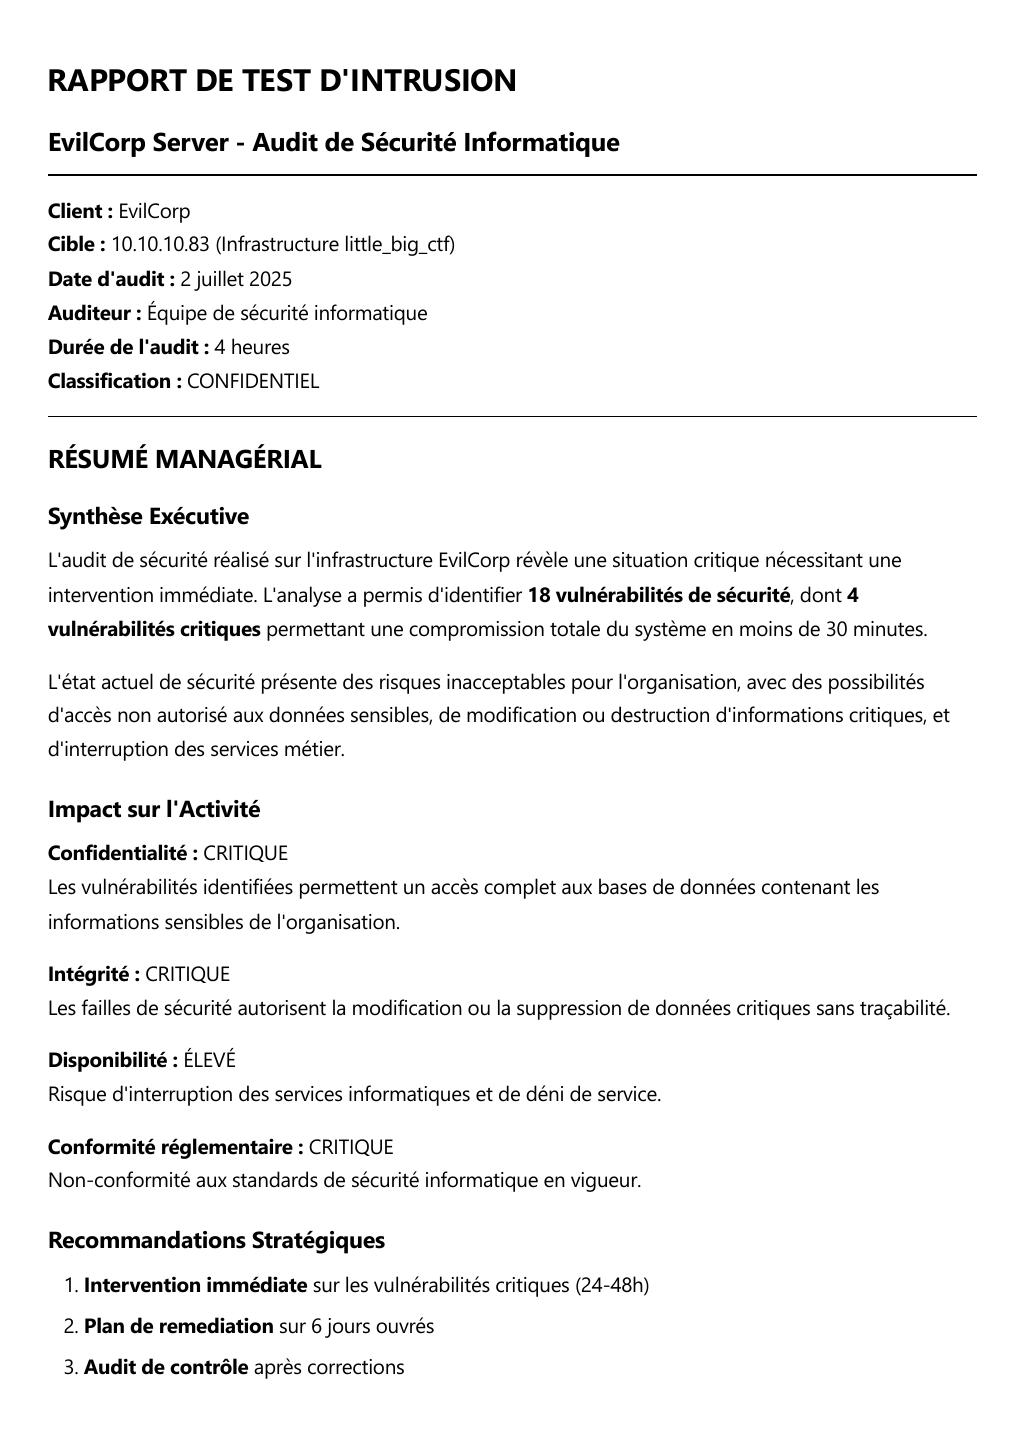 RAPPORT DE TEST D'INTRUSION
EvilCorp Server - Audit de Sécurité Informatique
Client : EvilCorp
Cible : 10.10.10.83 (Infrastructure little_big_ctf)
Date d'audit : 2 juillet 2025
Auditeur : Équipe de sécurité informatique
Durée de l'audit : 4 heures
Classification : CONFIDENTIEL
RÉSUMÉ MANAGÉRIAL
Synthèse Exécutive
L'audit de sécurité réalisé sur l'infrastructure EvilCorp révèle une situation critique nécessitant une
intervention immédiate. L'analyse a permis d'identifier 18 vulnérabilités de sécurité, dont 4
vulnérabilités critiques permettant une compromission totale du système en moins de 30 minutes.
L'état actuel de sécurité présente des risques inacceptables pour l'organisation, avec des possibilités
d'accès non autorisé aux données sensibles, de modification ou destruction d'informations critiques, et
d'interruption des services métier.
Impact sur l'Activité
Confidentialité : CRITIQUE
Les vulnérabilités identifiées permettent un accès complet aux bases de données contenant les
informations sensibles de l'organisation.
Intégrité : CRITIQUE
Les failles de sécurité autorisent la modification ou la suppression de données critiques sans traçabilité.
Disponibilité : ÉLEVÉ
Risque d'interruption des services informatiques et de déni de service.
Conformité réglementaire : CRITIQUE
Non-conformité aux standards de sécurité informatique en vigueur.
Recommandations Stratégiques
1. Intervention immédiate sur les vulnérabilités critiques (24-48h)
2. Plan de remediation sur 6 jours ouvrés
3. Audit de contrôle après corrections